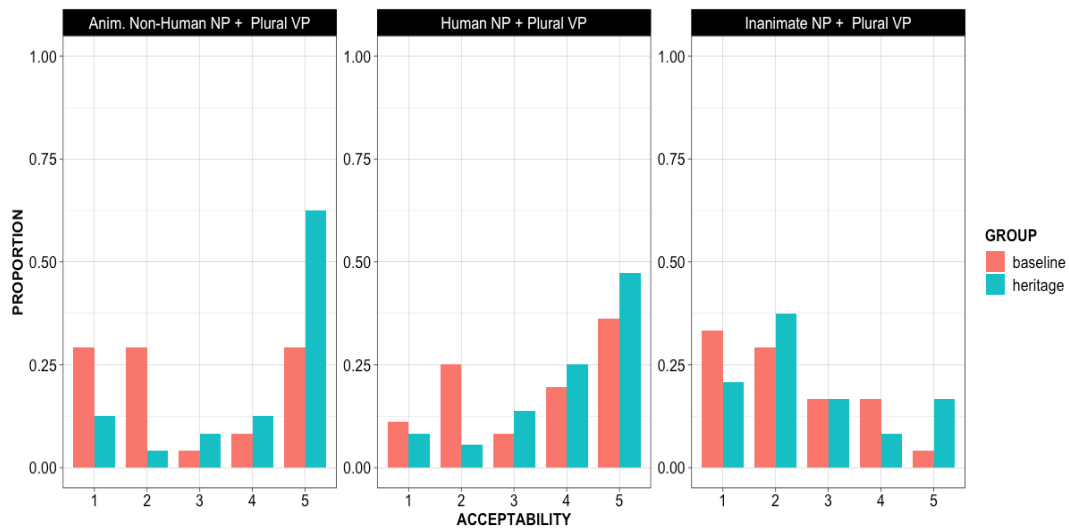 Anim. Non-Human NP +  Plural VP
Human NP + Plural VP
Inanimate NP +  Plural VP
1.00
0.75
0.50
0.25
0.00
1.00
0.75
0.50
0.25
0.00
1.00
0.75
0.50
0.25
0.00
PROPORTION
1 2 3 4 5
1 2 3 4 5
1 2 3 4 5
ACCEPTABILITY
GROUP
baseline
heritage